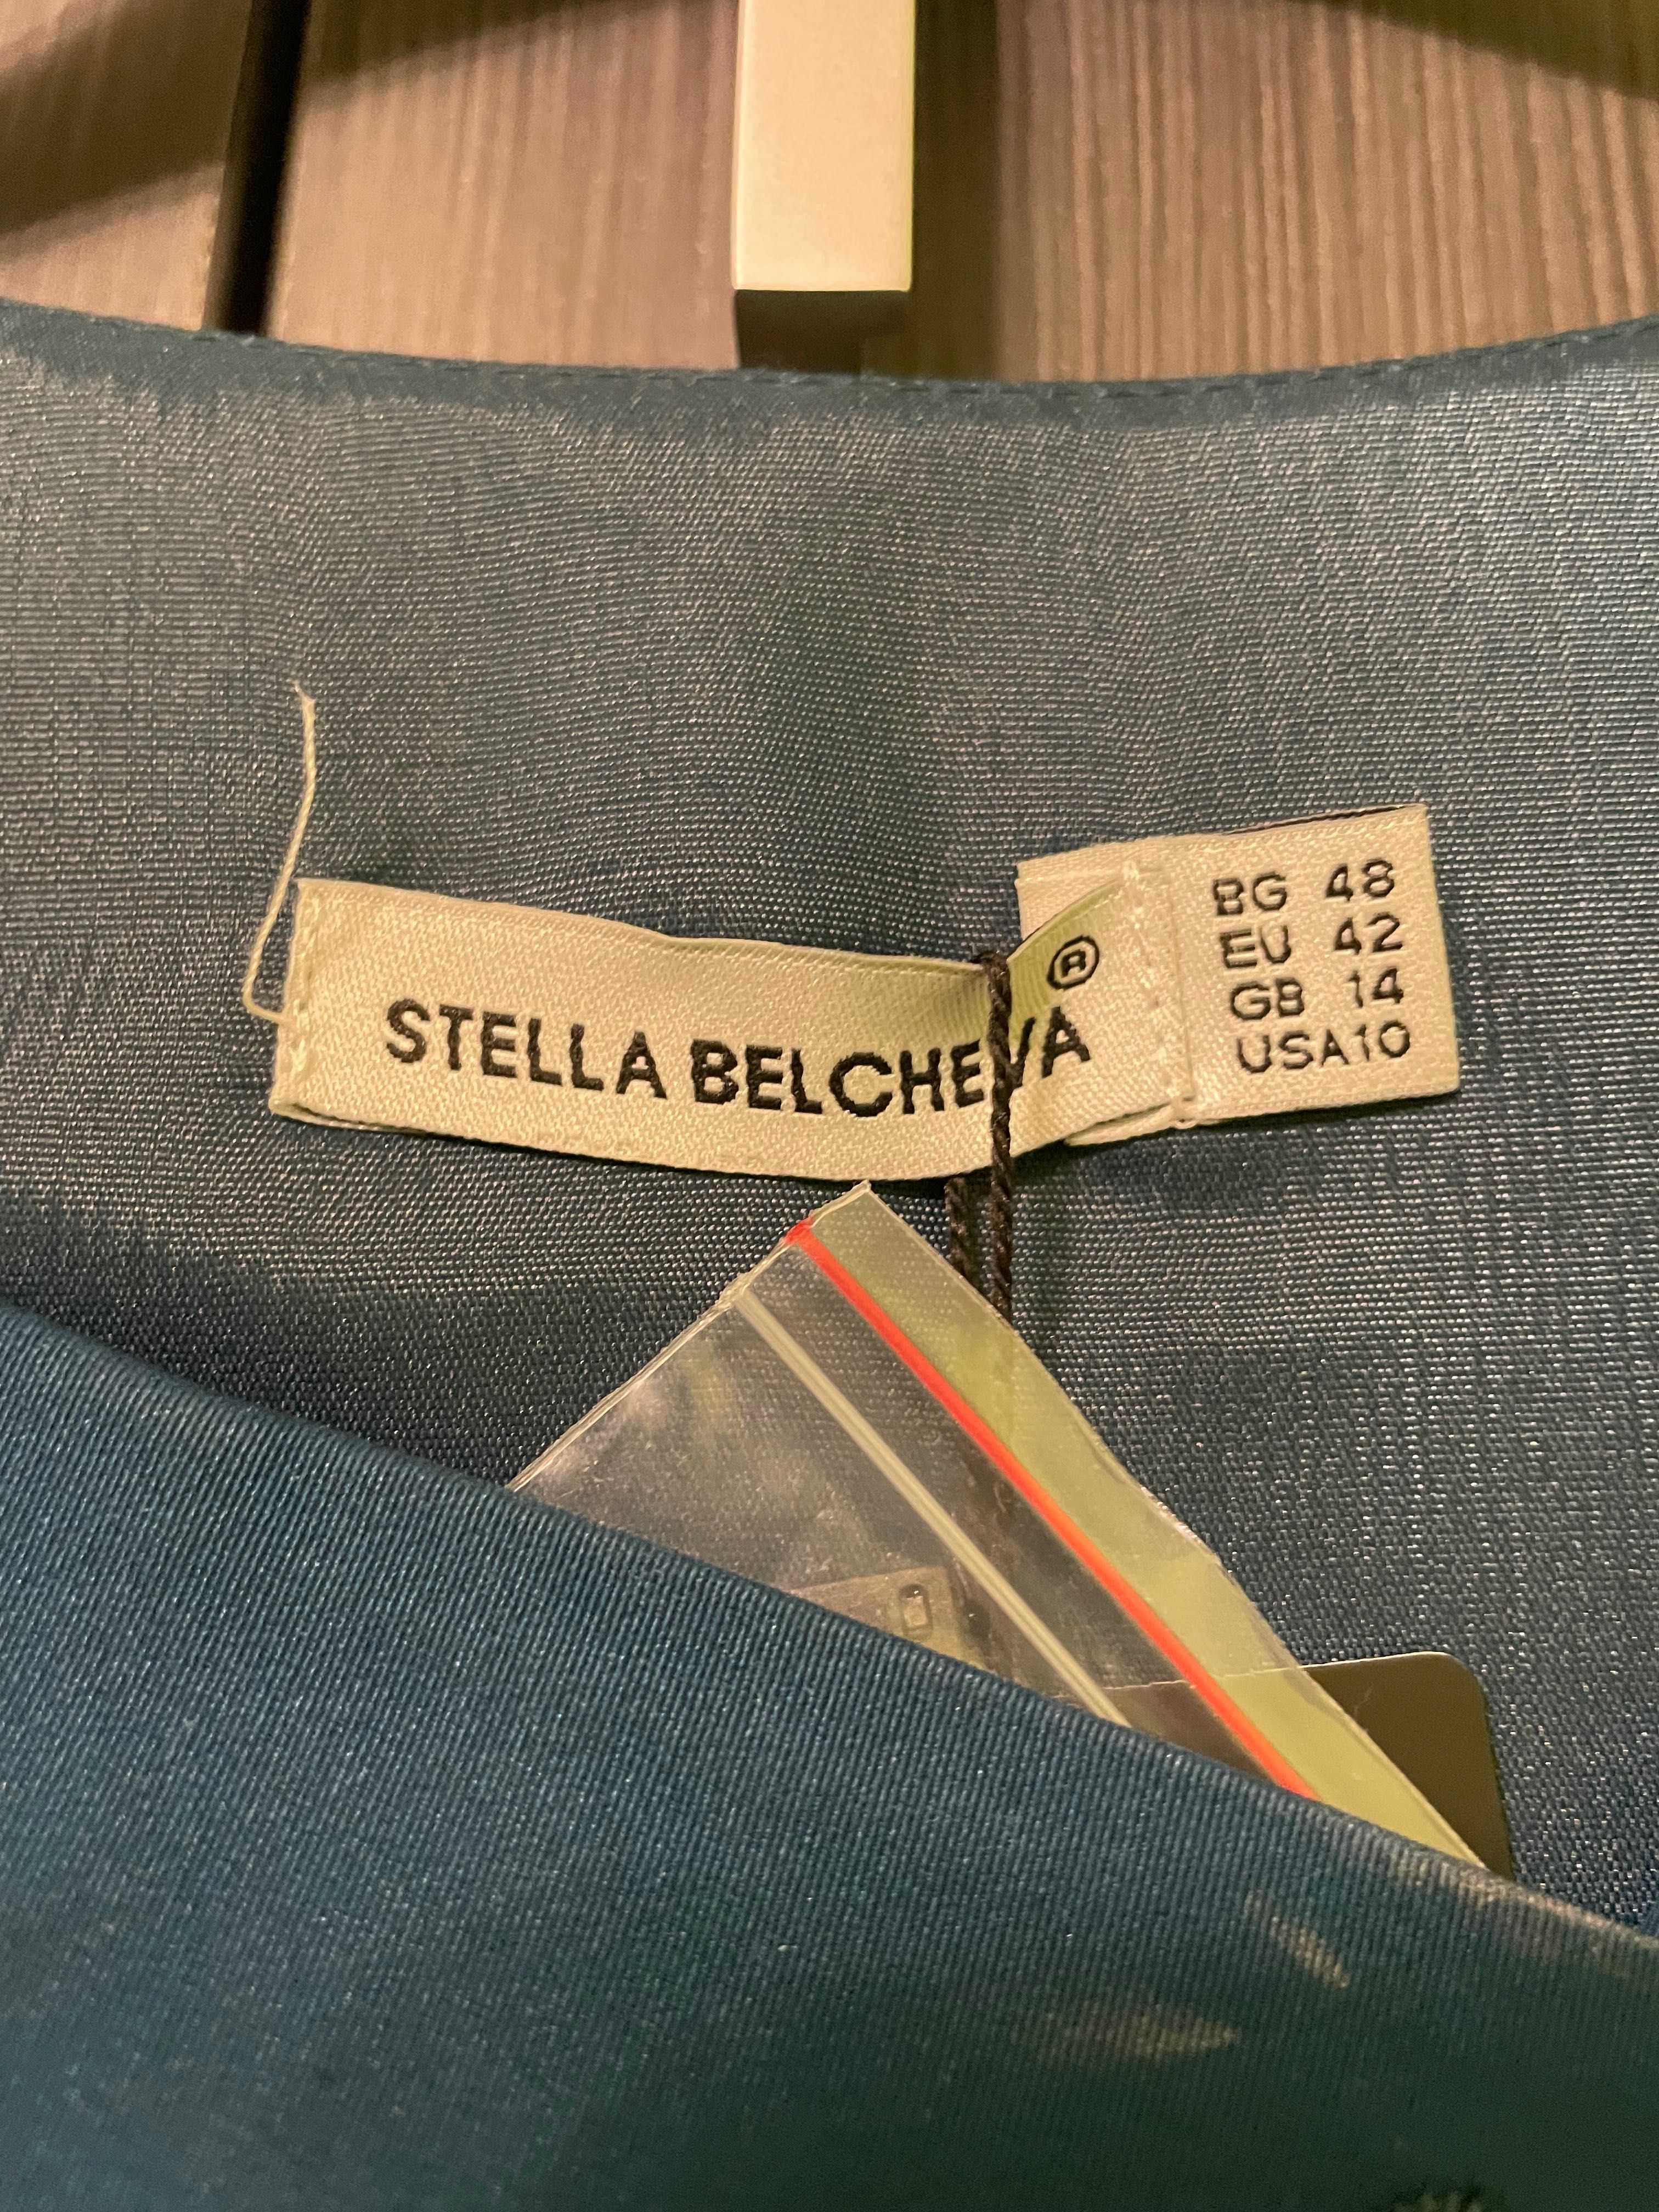 STELLA BELCHEVA ®
BG 48
EU 42
GB 14
USA10